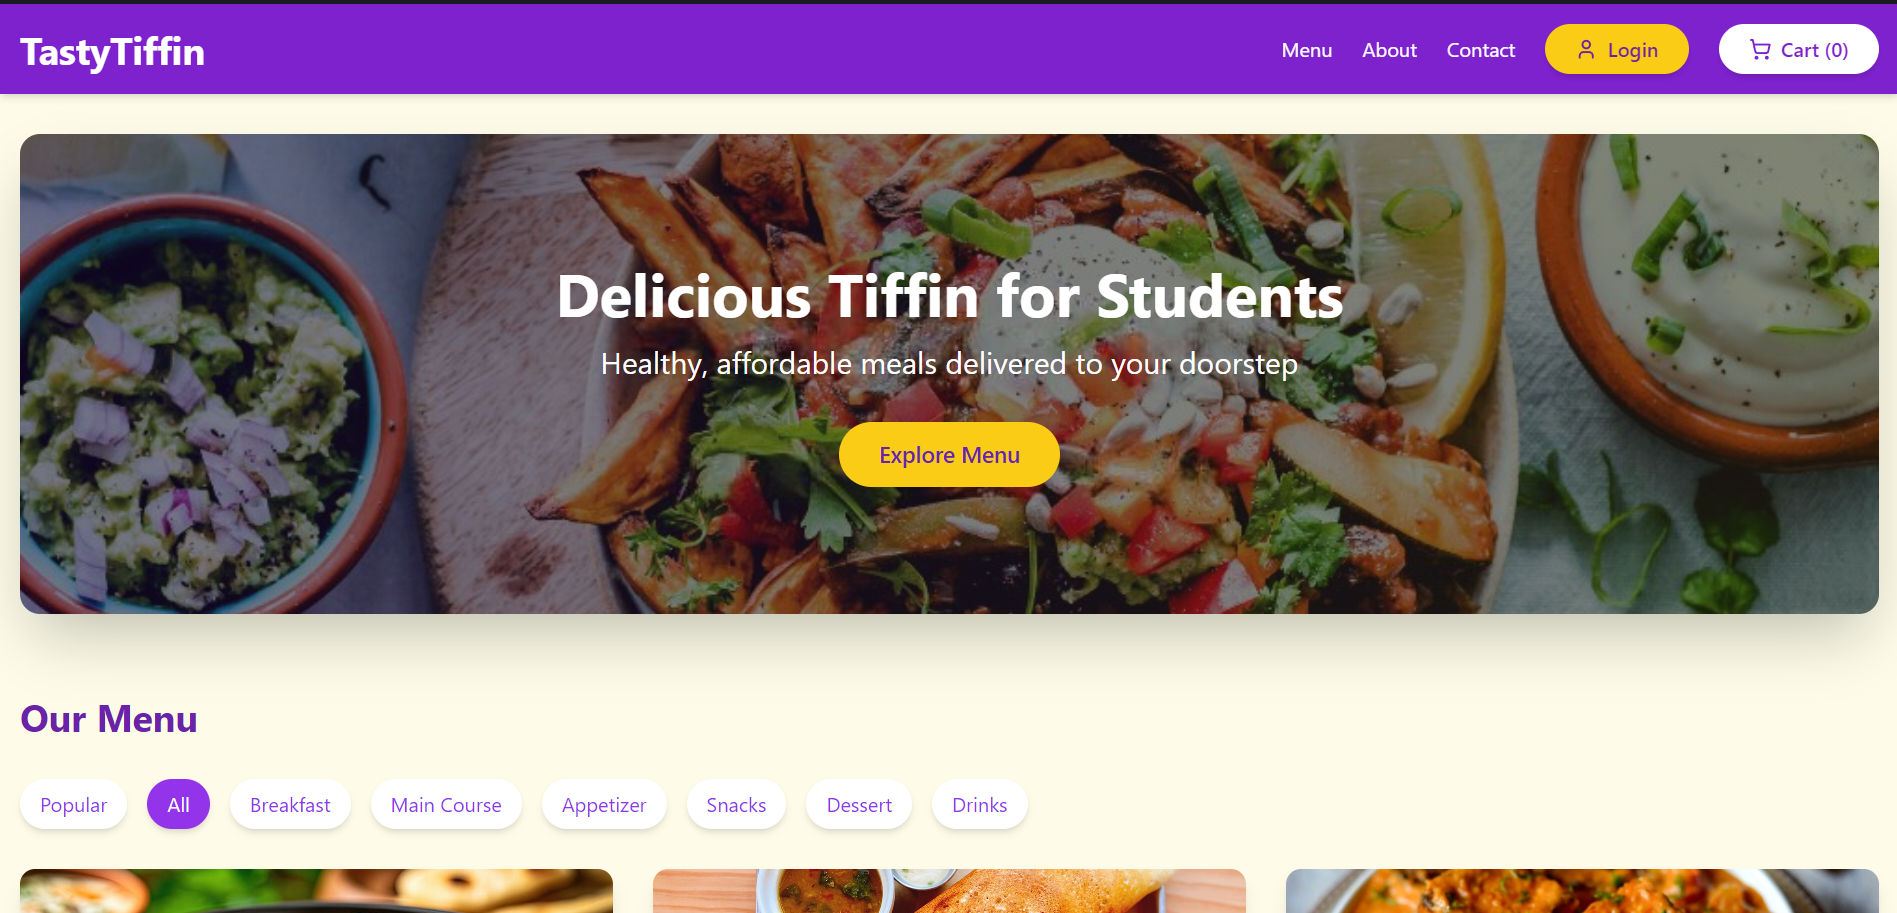 TastyTiffin
Menu About Contact Login Cart (0)
Delicious Tiffin for Students
Healthy, affordable meals delivered to your doorstep
Explore Menu
Our Menu
Popular All Breakfast Main Course Appetizer Snacks Dessert Drinks